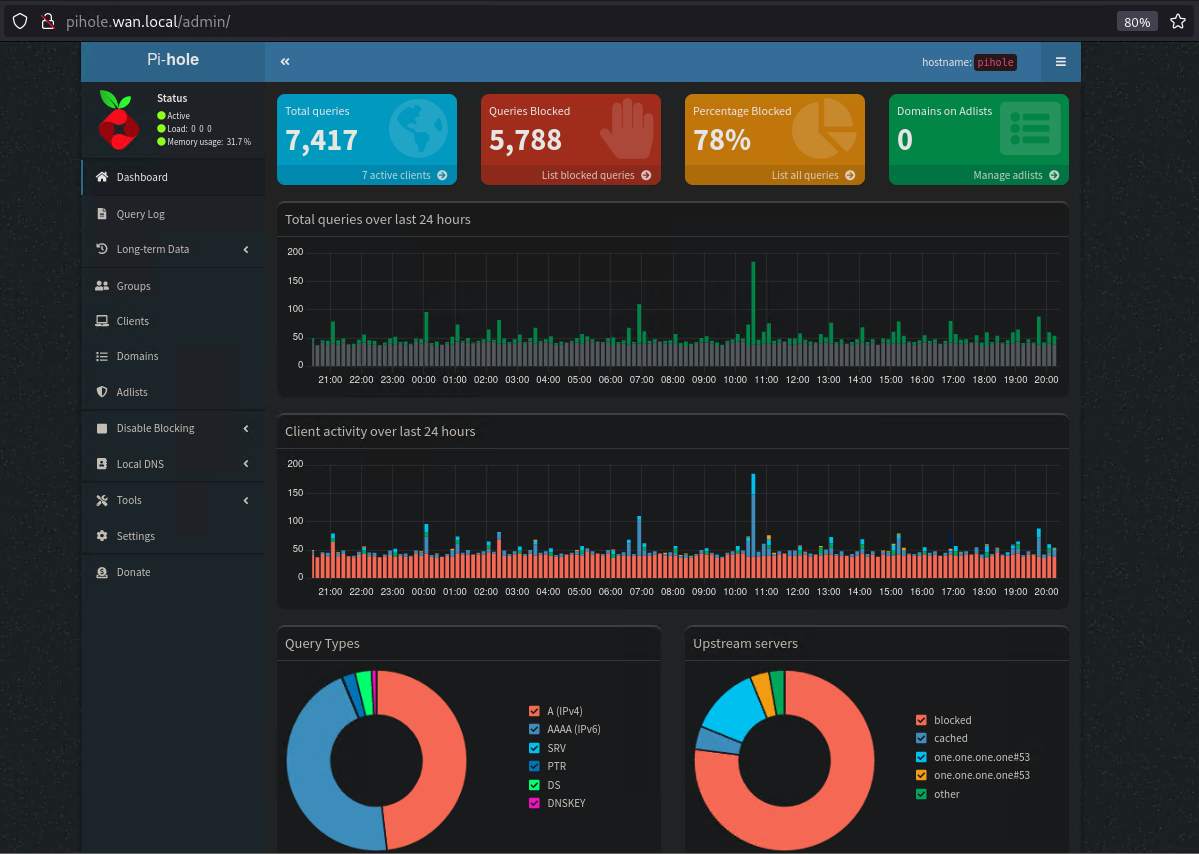 pihole.wan.local/admin/ 80%
Pi-hole hostname: pihole
Status
Active
Load: 0 0 0
Memory usage: 31.7 %
Dashboard
Query Log
Long-term Data
Groups
Clients
Domains
Adlists
Disable Blocking
Local DNS
Tools
Settings
Donate
Total queries
7,417
7 active clients
Queries Blocked
5,788
List blocked queries
Percentage Blocked
78%
List all queries
Domains on Adlists
0
Manage adlists
Total queries over last 24 hours
200
150
100
50
0
21:00 22:00 23:00 00:00 01:00 02:00 03:00 04:00 05:00 06:00 07:00 08:00 09:00 10:00 11:00 12:00 13:00 14:00 15:00 16:00 17:00 18:00 19:00 20:00
Client activity over last 24 hours
200
150
100
50
0
21:00 22:00 23:00 00:00 01:00 02:00 03:00 04:00 05:00 06:00 07:00 08:00 09:00 10:00 11:00 12:00 13:00 14:00 15:00 16:00 17:00 18:00 19:00 20:00
Query Types
A (IPv4)
AAAA (IPv6)
SRV
PTR
DS
DNSKEY
Upstream servers
blocked
cached
one.one.one.one#53
one.one.one.one#53
other